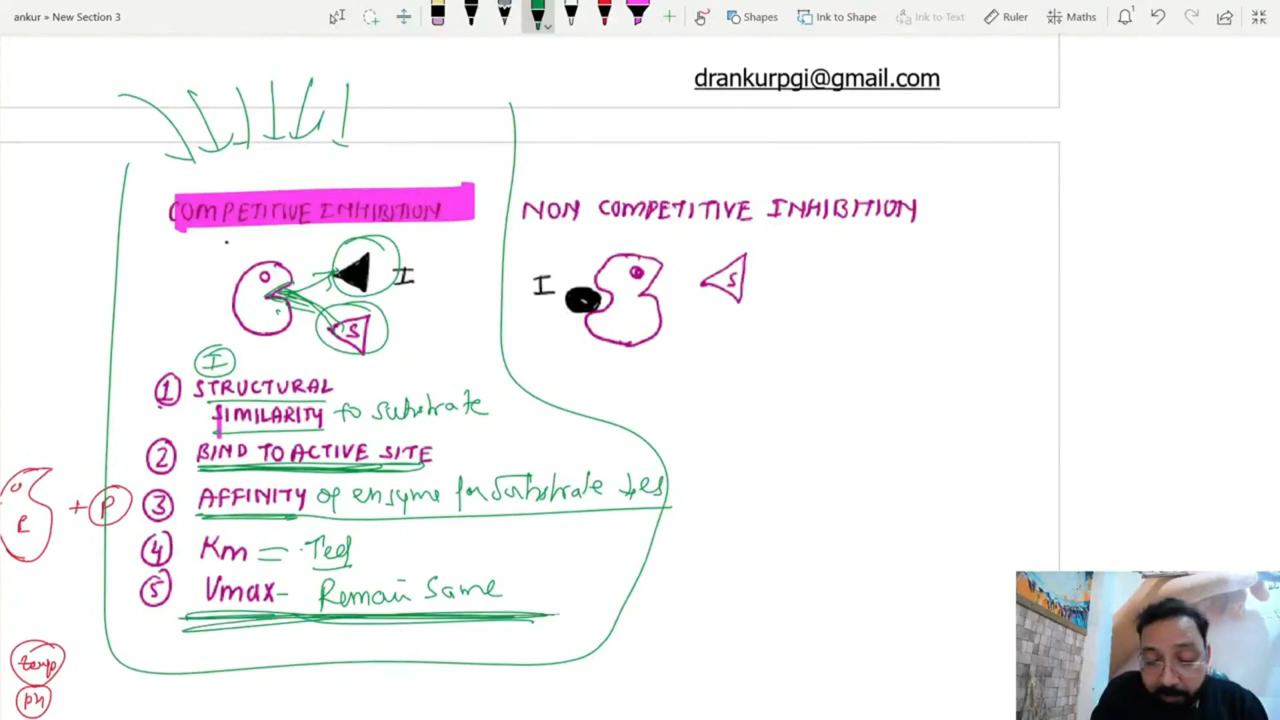 ankur » New Section 3
Shapes
Ink to Shape
Ink to Text
Ruler
Maths
drankurpgi@gmail.com
COMPETITIVE INHIBITION
I
S
I
① STRUCTURAL
SIMILARITY to substrate
② BIND TO ACTIVE SITE
③ AFFINITY of enzyme for substrate ↓es
④ Km = ↑ed
⑤ Vmax - Remain same
NON COMPETITIVE INHIBITION
I
S
+ P
temp
pH